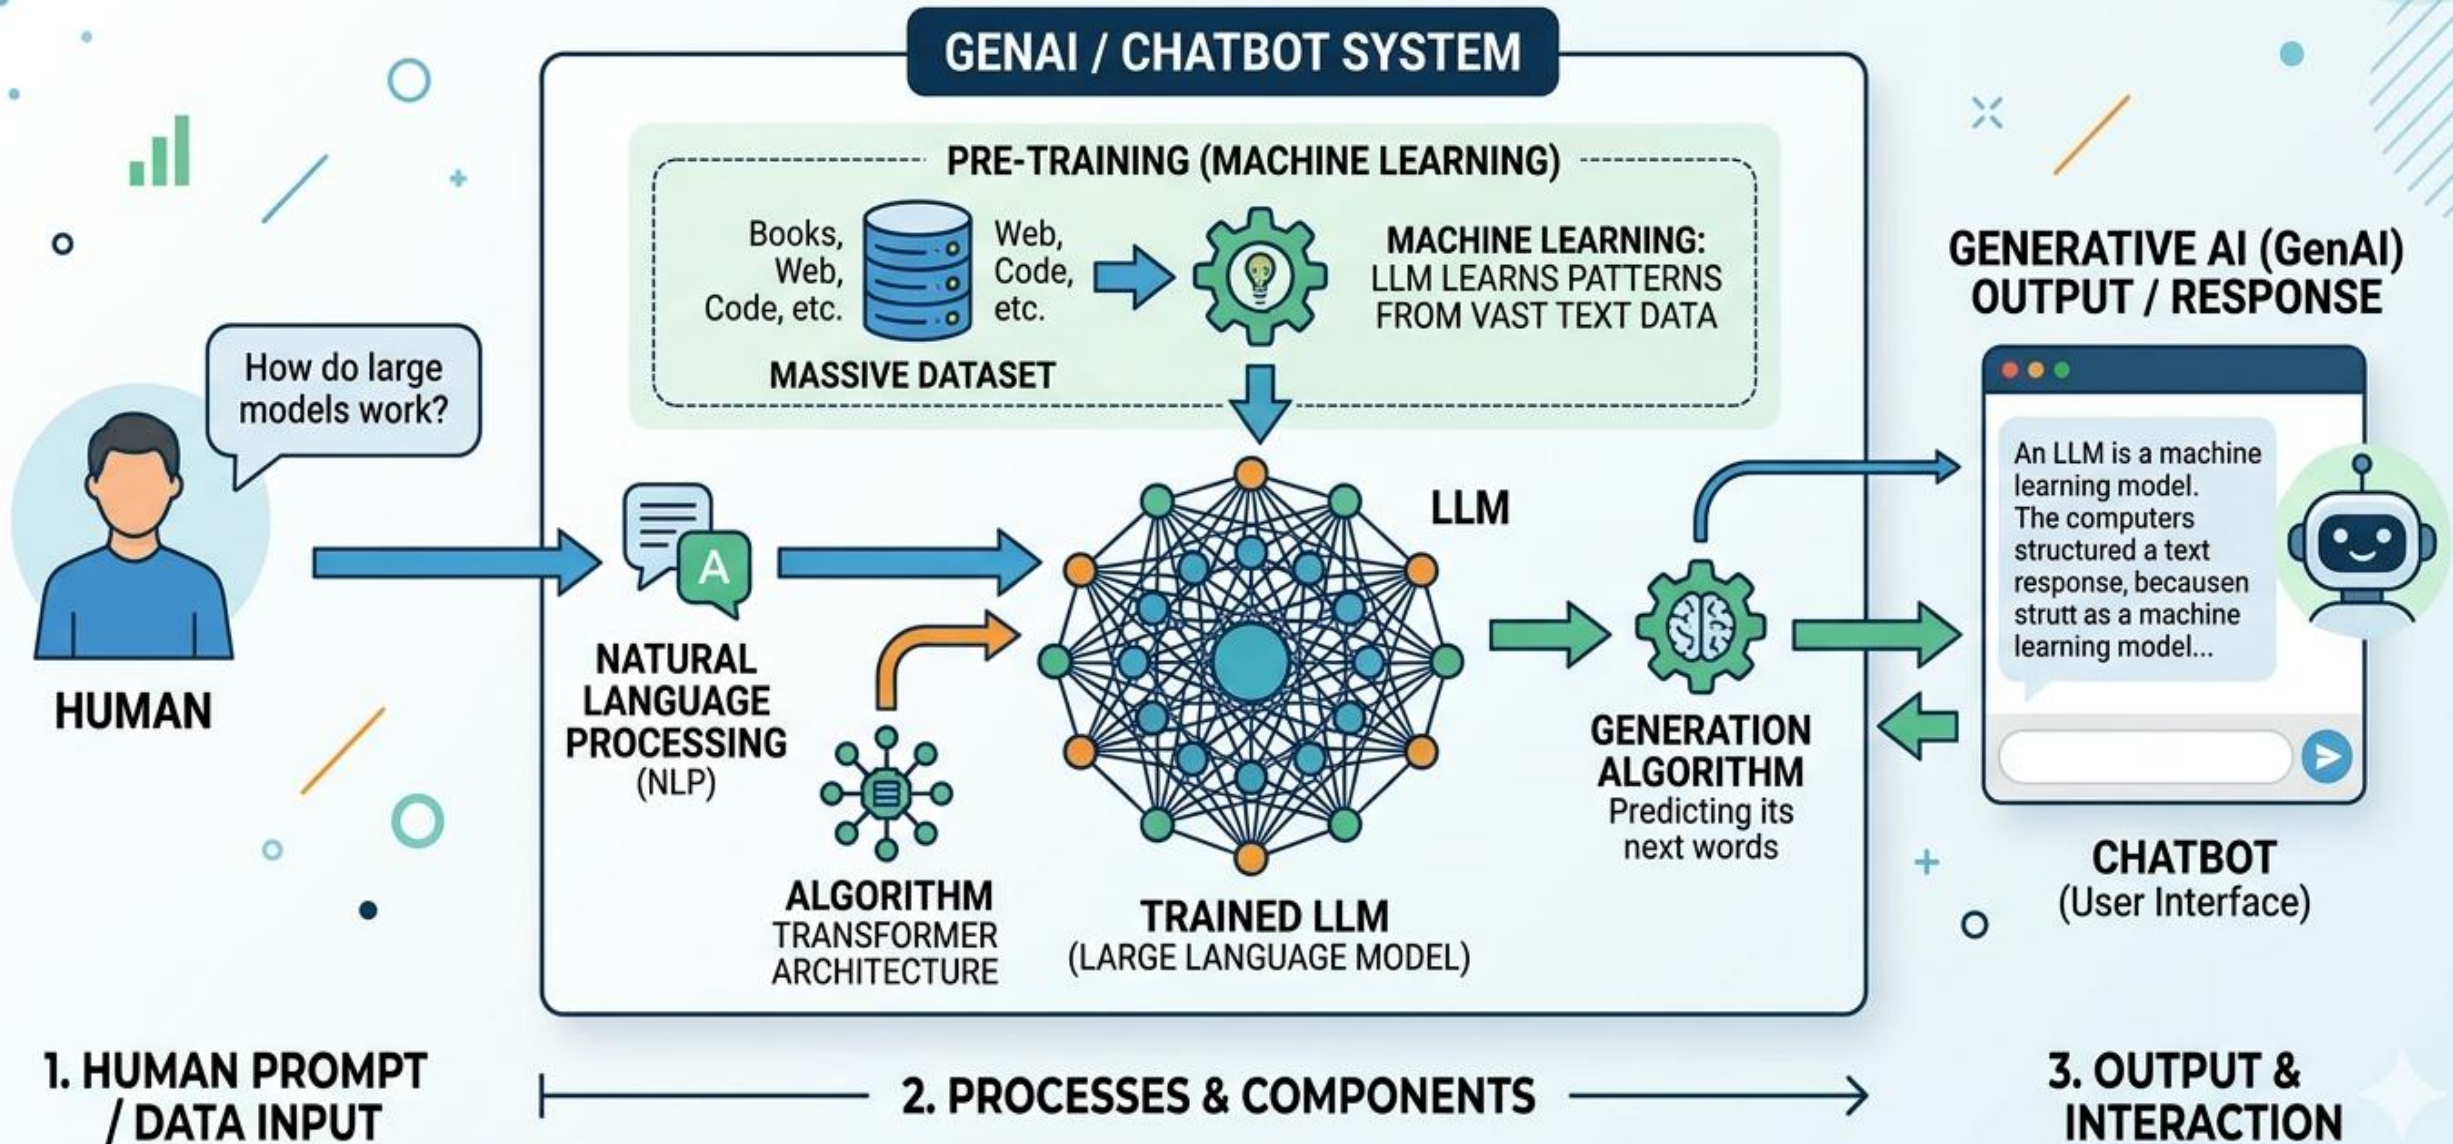 GENAI / CHATBOT SYSTEM
PRE-TRAINING (MACHINE LEARNING)
Books,
Web,
Code, etc.
Web,
Code,
etc.
MASSIVE DATASET
MACHINE LEARNING:
LLM LEARNS PATTERNS
FROM VAST TEXT DATA
How do large
models work?
HUMAN
A
NATURAL
LANGUAGE
PROCESSING
(NLP)
ALGORITHM
TRANSFORMER
ARCHITECTURE
LLM
TRAINED LLM
(LARGE LANGUAGE MODEL)
GENERATION
ALGORITHM
Predicting its
next words
GENERATIVE AI (GenAI)
OUTPUT / RESPONSE
An LLM is a machine
learning model.
The computers
structured a text
response, becausen
strutt as a machine
learning model...
CHATBOT
(User Interface)
1. HUMAN PROMPT
/ DATA INPUT
2. PROCESSES & COMPONENTS
3. OUTPUT &
INTERACTION